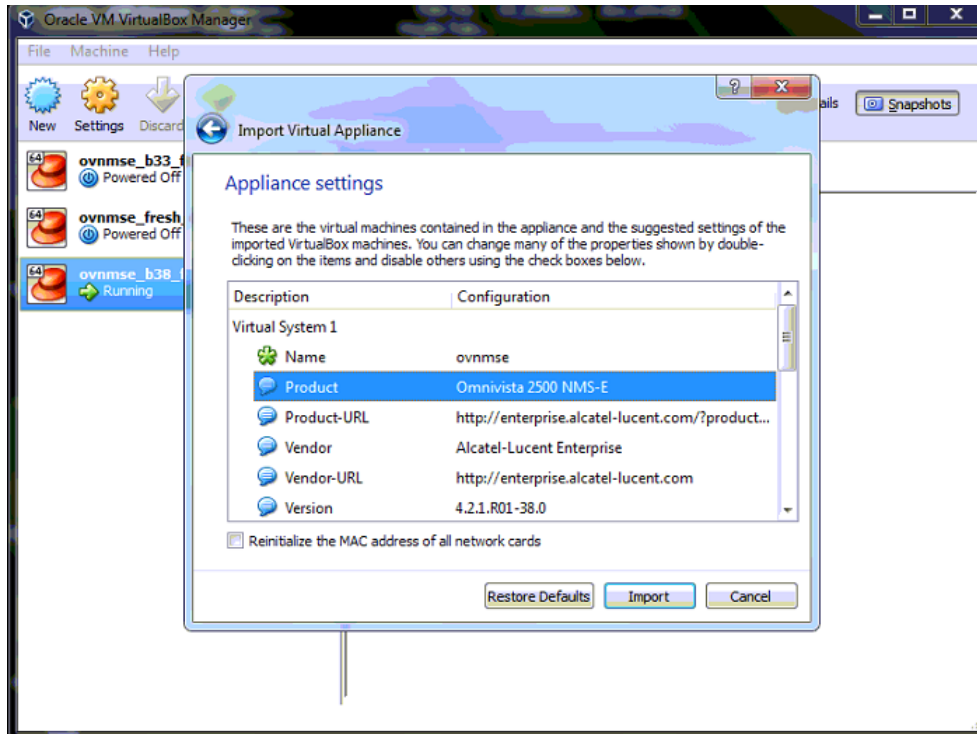 Oracle VM VirtualBox Manager
File Machine Help
New Settings Discard ails Snapshots
64 ovnmse_b33_f
Powered Off
64 ovnmse_fresh_
Powered Off
64 ovnmse_b38_f
Running
? X
Import Virtual Appliance
Appliance settings
These are the virtual machines contained in the appliance and the suggested settings of the
imported VirtualBox machines. You can change many of the properties shown by double-
clicking on the items and disable others using the check boxes below.
Description Configuration
Virtual System 1
Name ovnmse
Product Omnivista 2500 NMS-E
Product-URL http://enterprise.alcatel-lucent.com/?product...
Vendor Alcatel-Lucent Enterprise
Vendor-URL http://enterprise.alcatel-lucent.com
Version 4.2.1.R01-38.0
Reinitialize the MAC address of all network cards
Restore Defaults Import Cancel